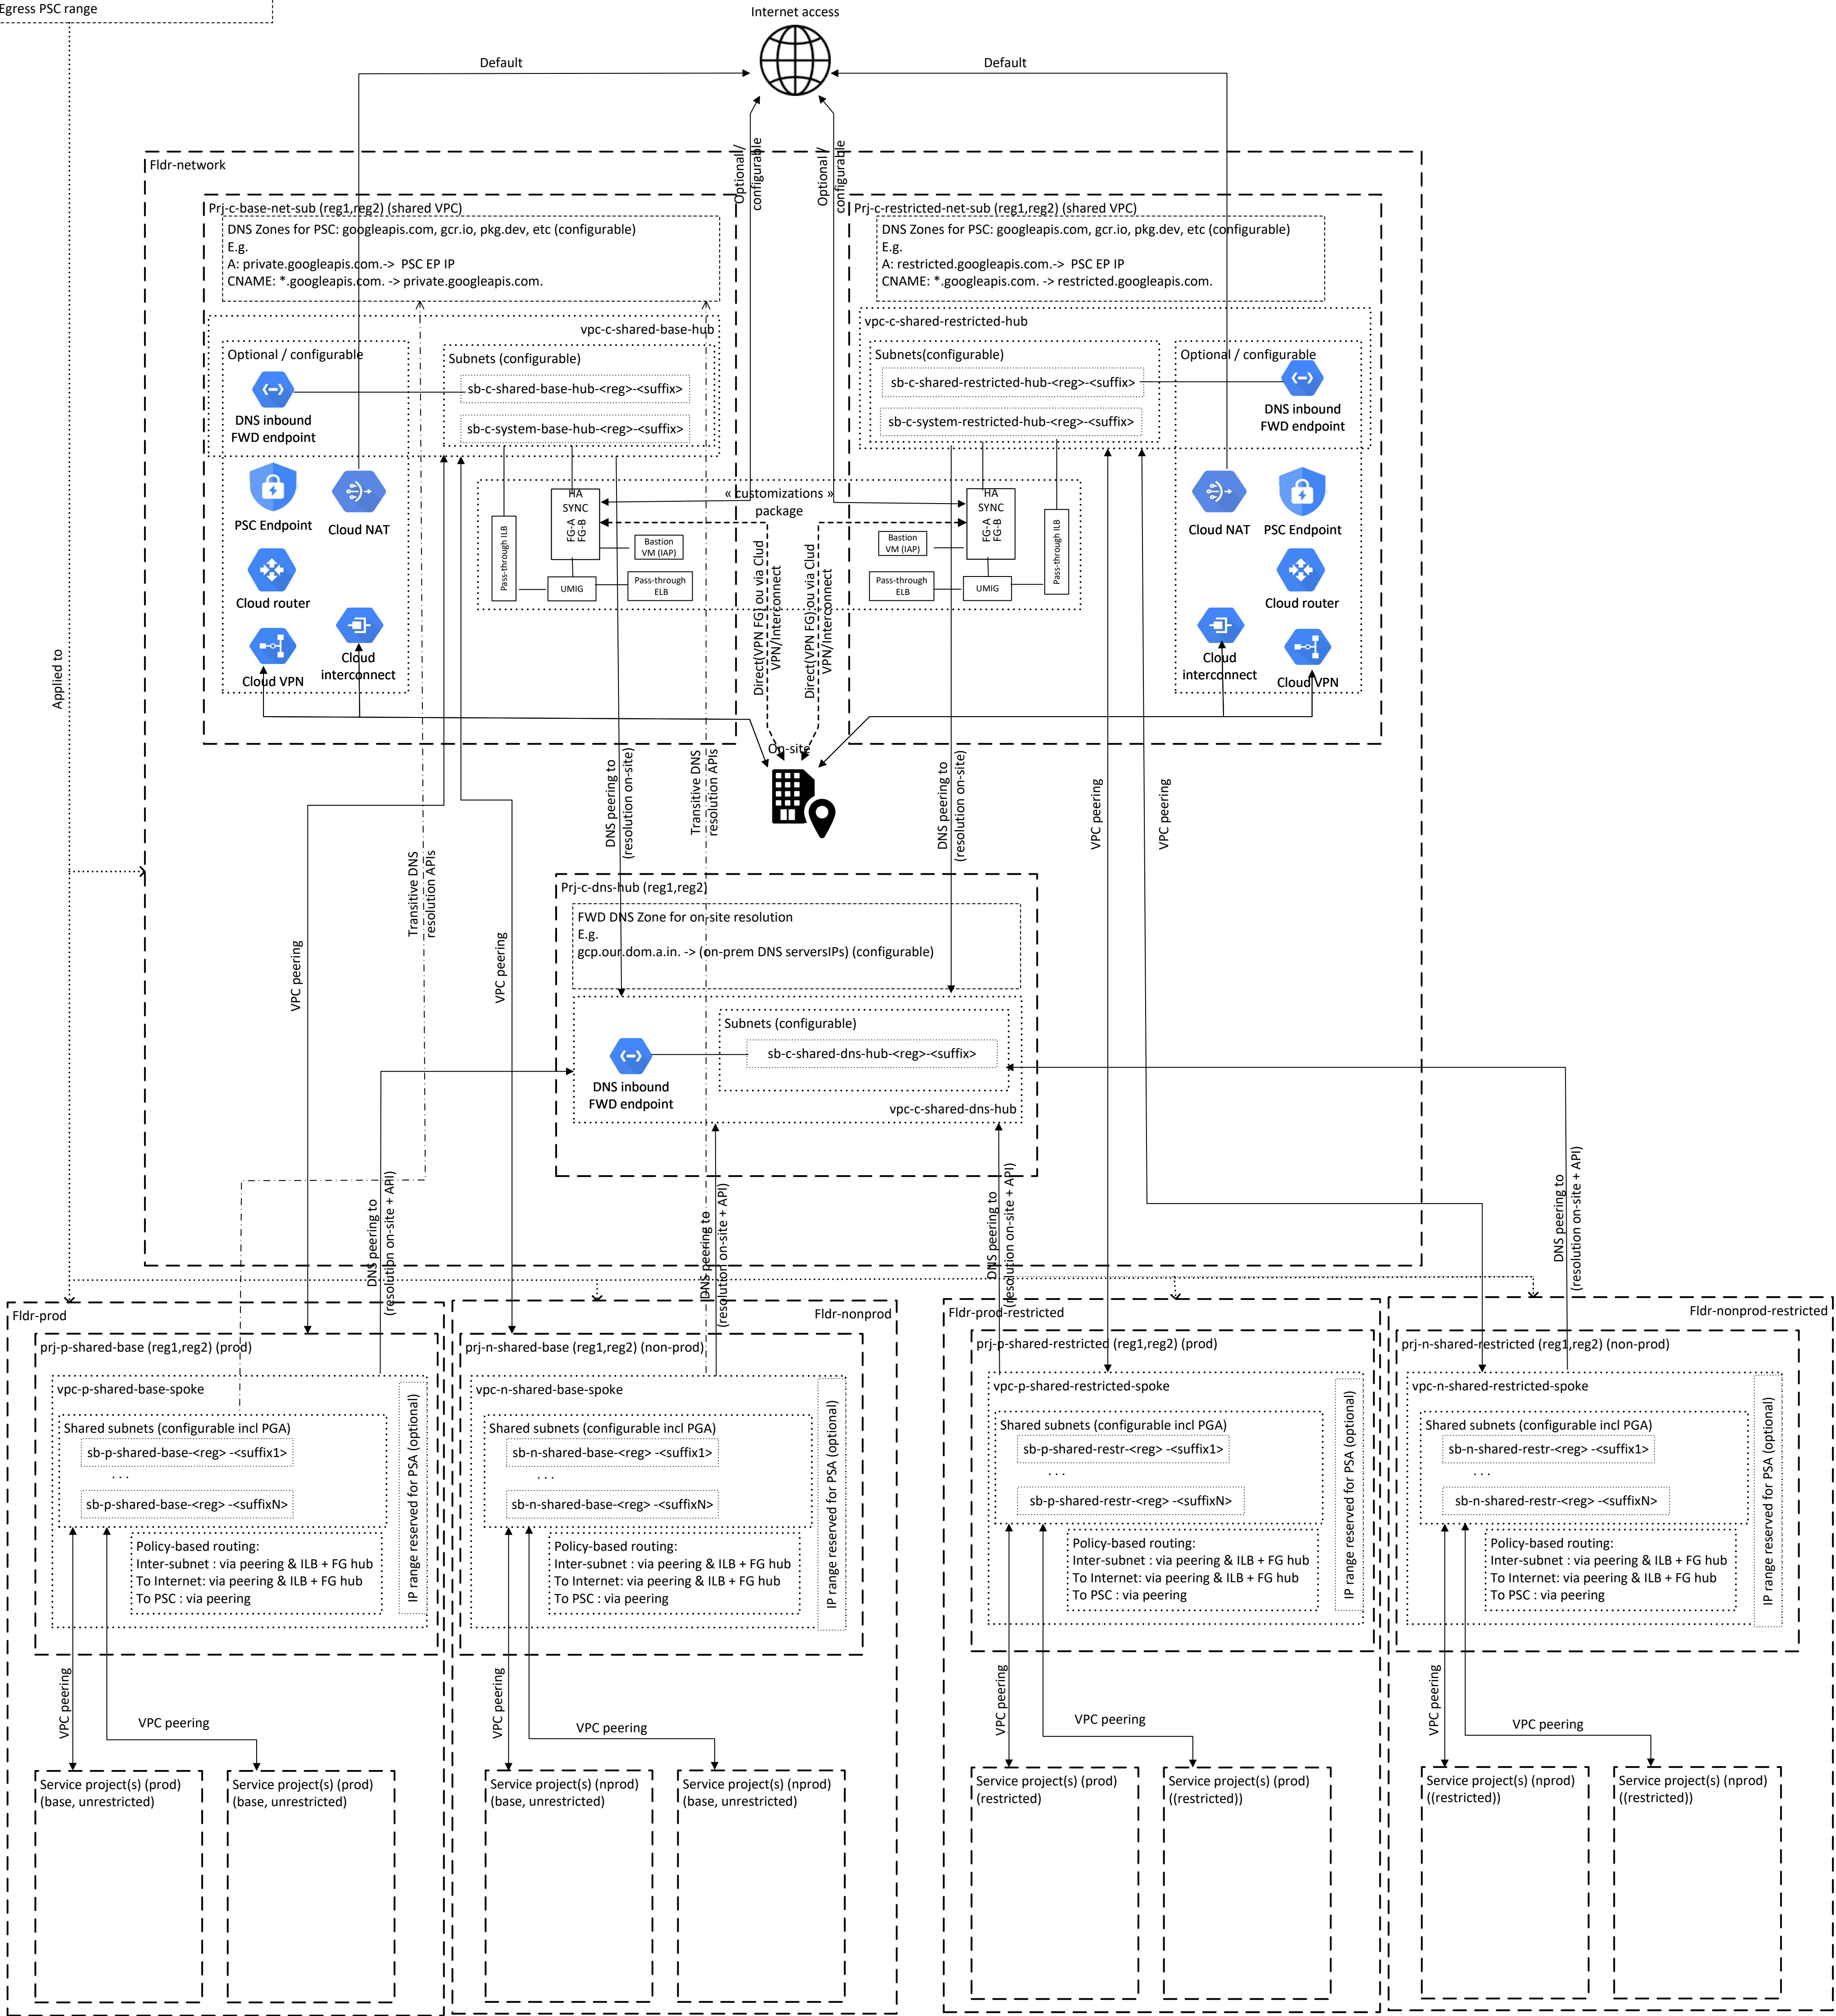 Egress PSC range
Internet access
Default
Default
Optional /
configurable
Optional /
configurable
Fldr-network
Prj-c-base-net-sub (reg1,reg2) (shared VPC)
DNS Zones for PSC: googleapis.com, gcr.io, pkg.dev, etc (configurable)
E.g.
A: private.googleapis.com.-> PSC EP IP
CNAME: *.googleapis.com. -> private.googleapis.com.
Prj-c-restricted-net-sub (reg1,reg2) (shared VPC)
DNS Zones for PSC: googleapis.com, gcr.io, pkg.dev, etc (configurable)
E.g.
A: restricted.googleapis.com.-> PSC EP IP
CNAME: *.googleapis.com. -> restricted.googleapis.com.
vpc-c-shared-base-hub
Optional / configurable
DNS inbound
FWD endpoint
Subnets (configurable)
sb-c-shared-base-hub-<reg>-<suffix>
sb-c-system-base-hub-<reg>-<suffix>
PSC Endpoint
Cloud NAT
Cloud router
Cloud
interconnect
Cloud VPN
vpc-c-shared-restricted-hub
Subnets(configurable)
sb-c-shared-restricted-hub-<reg>-<suffix>
sb-c-system-restricted-hub-<reg>-<suffix>
Optional / configurable
DNS inbound
FWD endpoint
Cloud NAT
PSC Endpoint
Cloud router
Cloud
interconnect
Cloud VPN
« customizations »
package
Pass-through ILB
HA
SYNC
FG-A
FG-B
Bastion
VM (IAP)
UMIG
Pass-through
ELB
HA
SYNC
FG-A
FG-B
Bastion
VM (IAP)
Pass-through
ELB
UMIG
Pass-through ILB
Direct(VPN FG) ou via Clud
VPN/Interconnect
Direct(VPN FG) ou via Clud
VPN/Interconnect
On-site
Applied to
DNS peering to
(resolution on-site)
Transitive DNS
resolution APIs
DNS peering to
(resolution on-site)
VPC peering
VPC peering
Transitive DNS
resolution APIs
VPC peering
VPC peering
Prj-c-dns-hub (reg1,reg2)
FWD DNS Zone for on-site resolution
E.g.
gcp.our.dom.a.in. -> (on-prem DNS serversIPs) (configurable)
Subnets (configurable)
sb-c-shared-dns-hub-<reg>-<suffix>
DNS inbound
FWD endpoint
vpc-c-shared-dns-hub
DNS peering to
(resolution on-site + API)
DNS peering to
(resolution on-site + API)
DNS peering to
(resolution on-site + API)
DNS peering to
(resolution on-site + API)
Fldr-prod
prj-p-shared-base (reg1,reg2) (prod)
vpc-p-shared-base-spoke
Shared subnets (configurable incl PGA)
sb-p-shared-base-<reg> -<suffix1>
. . .
sb-p-shared-base-<reg> -<suffixN>
Policy-based routing:
Inter-subnet : via peering & ILB + FG hub
To Internet: via peering & ILB + FG hub
To PSC : via peering
IP range reserved for PSA (optional)
VPC peering
VPC peering
Service project(s) (prod)
(base, unrestricted)
Service project(s) (prod)
(base, unrestricted)
Fldr-nonprod
prj-n-shared-base (reg1,reg2) (non-prod)
vpc-n-shared-base-spoke
Shared subnets (configurable incl PGA)
sb-n-shared-base-<reg> -<suffix1>
. . .
sb-n-shared-base-<reg> -<suffixN>
Policy-based routing:
Inter-subnet : via peering & ILB + FG hub
To Internet: via peering & ILB + FG hub
To PSC : via peering
IP range reserved for PSA (optional)
VPC peering
VPC peering
Service project(s) (nprod)
(base, unrestricted)
Service project(s) (nprod)
(base, unrestricted)
Fldr-prod-restricted
prj-p-shared-restricted (reg1,reg2) (prod)
vpc-p-shared-restricted-spoke
Shared subnets (configurable incl PGA)
sb-p-shared-restr-<reg> -<suffix1>
. . .
sb-p-shared-restr-<reg> -<suffixN>
Policy-based routing:
Inter-subnet : via peering & ILB + FG hub
To Internet: via peering & ILB + FG hub
To PSC : via peering
IP range reserved for PSA (optional)
VPC peering
VPC peering
Service project(s) (prod)
(restricted)
Service project(s) (prod)
((restricted))
Fldr-nonprod-restricted
prj-n-shared-restricted (reg1,reg2) (non-prod)
vpc-n-shared-restricted-spoke
Shared subnets (configurable incl PGA)
sb-n-shared-restr-<reg> -<suffix1>
. . .
sb-n-shared-restr-<reg> -<suffixN>
Policy-based routing:
Inter-subnet : via peering & ILB + FG hub
To Internet: via peering & ILB + FG hub
To PSC : via peering
IP range reserved for PSA (optional)
VPC peering
VPC peering
Service project(s) (nprod)
((restricted))
Service project(s) (nprod)
((restricted))